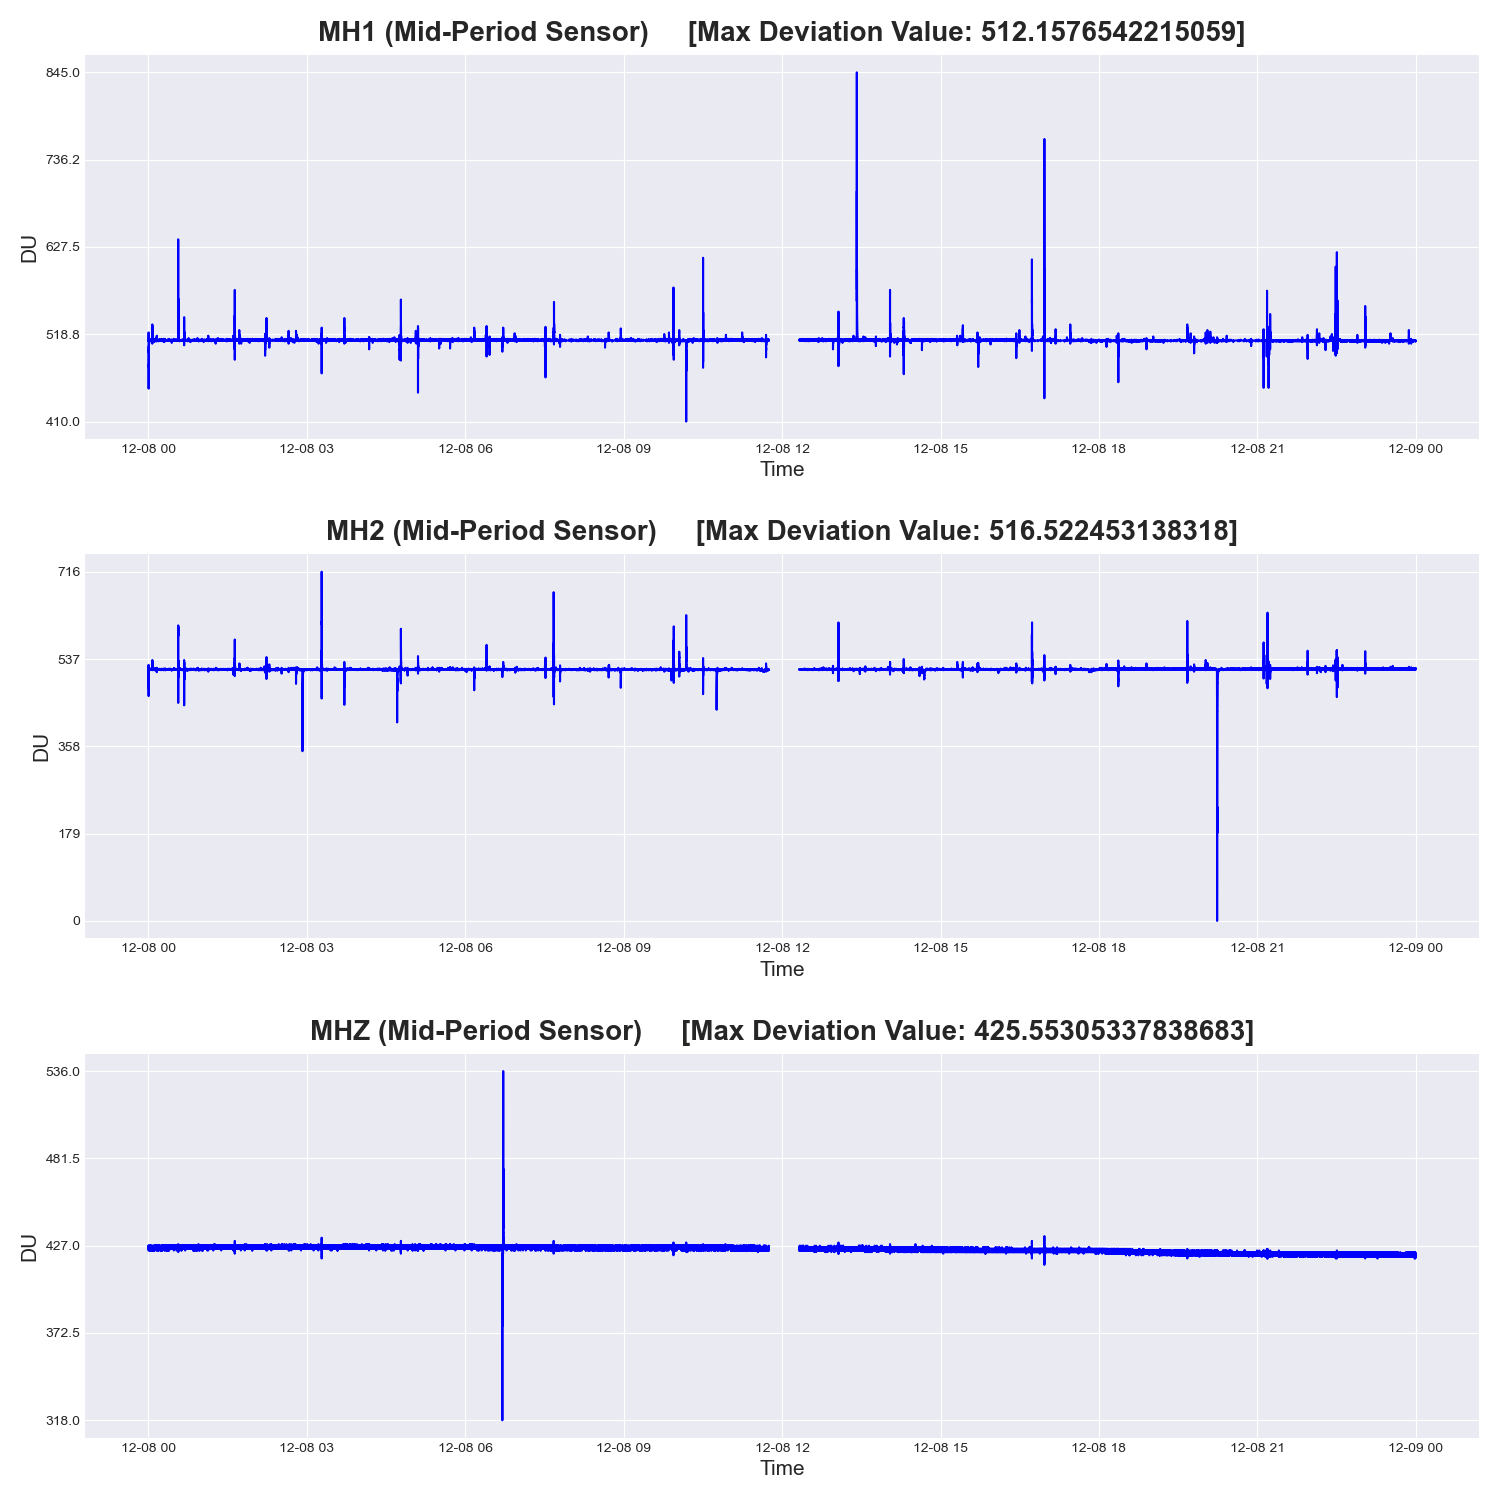 MH1 (Mid-Period Sensor) [Max Deviation Value: 512.1576542215059]
845.0
736.2
627.5
518.8
410.0
DU
12-08 00 12-08 03 12-08 06 12-08 09 12-08 12 12-08 15 12-08 18 12-08 21 12-09 00
Time
MH2 (Mid-Period Sensor) [Max Deviation Value: 516.522453138318]
716
537
358
179
0
DU
12-08 00 12-08 03 12-08 06 12-08 09 12-08 12 12-08 15 12-08 18 12-08 21 12-09 00
Time
MHZ (Mid-Period Sensor) [Max Deviation Value: 425.55305337838683]
536.0
481.5
427.0
372.5
318.0
DU
12-08 00 12-08 03 12-08 06 12-08 09 12-08 12 12-08 15 12-08 18 12-08 21 12-09 00
Time